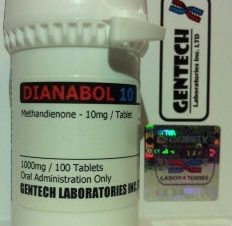 DIANABOL 10
Methandienone - 10mg / Tablet
1000mg / 100 Tablets
Oral Administration Only
GENTECH LABORATORIES INC.
GENTECH
Laboratories Inc. LTD
LABORATORIES